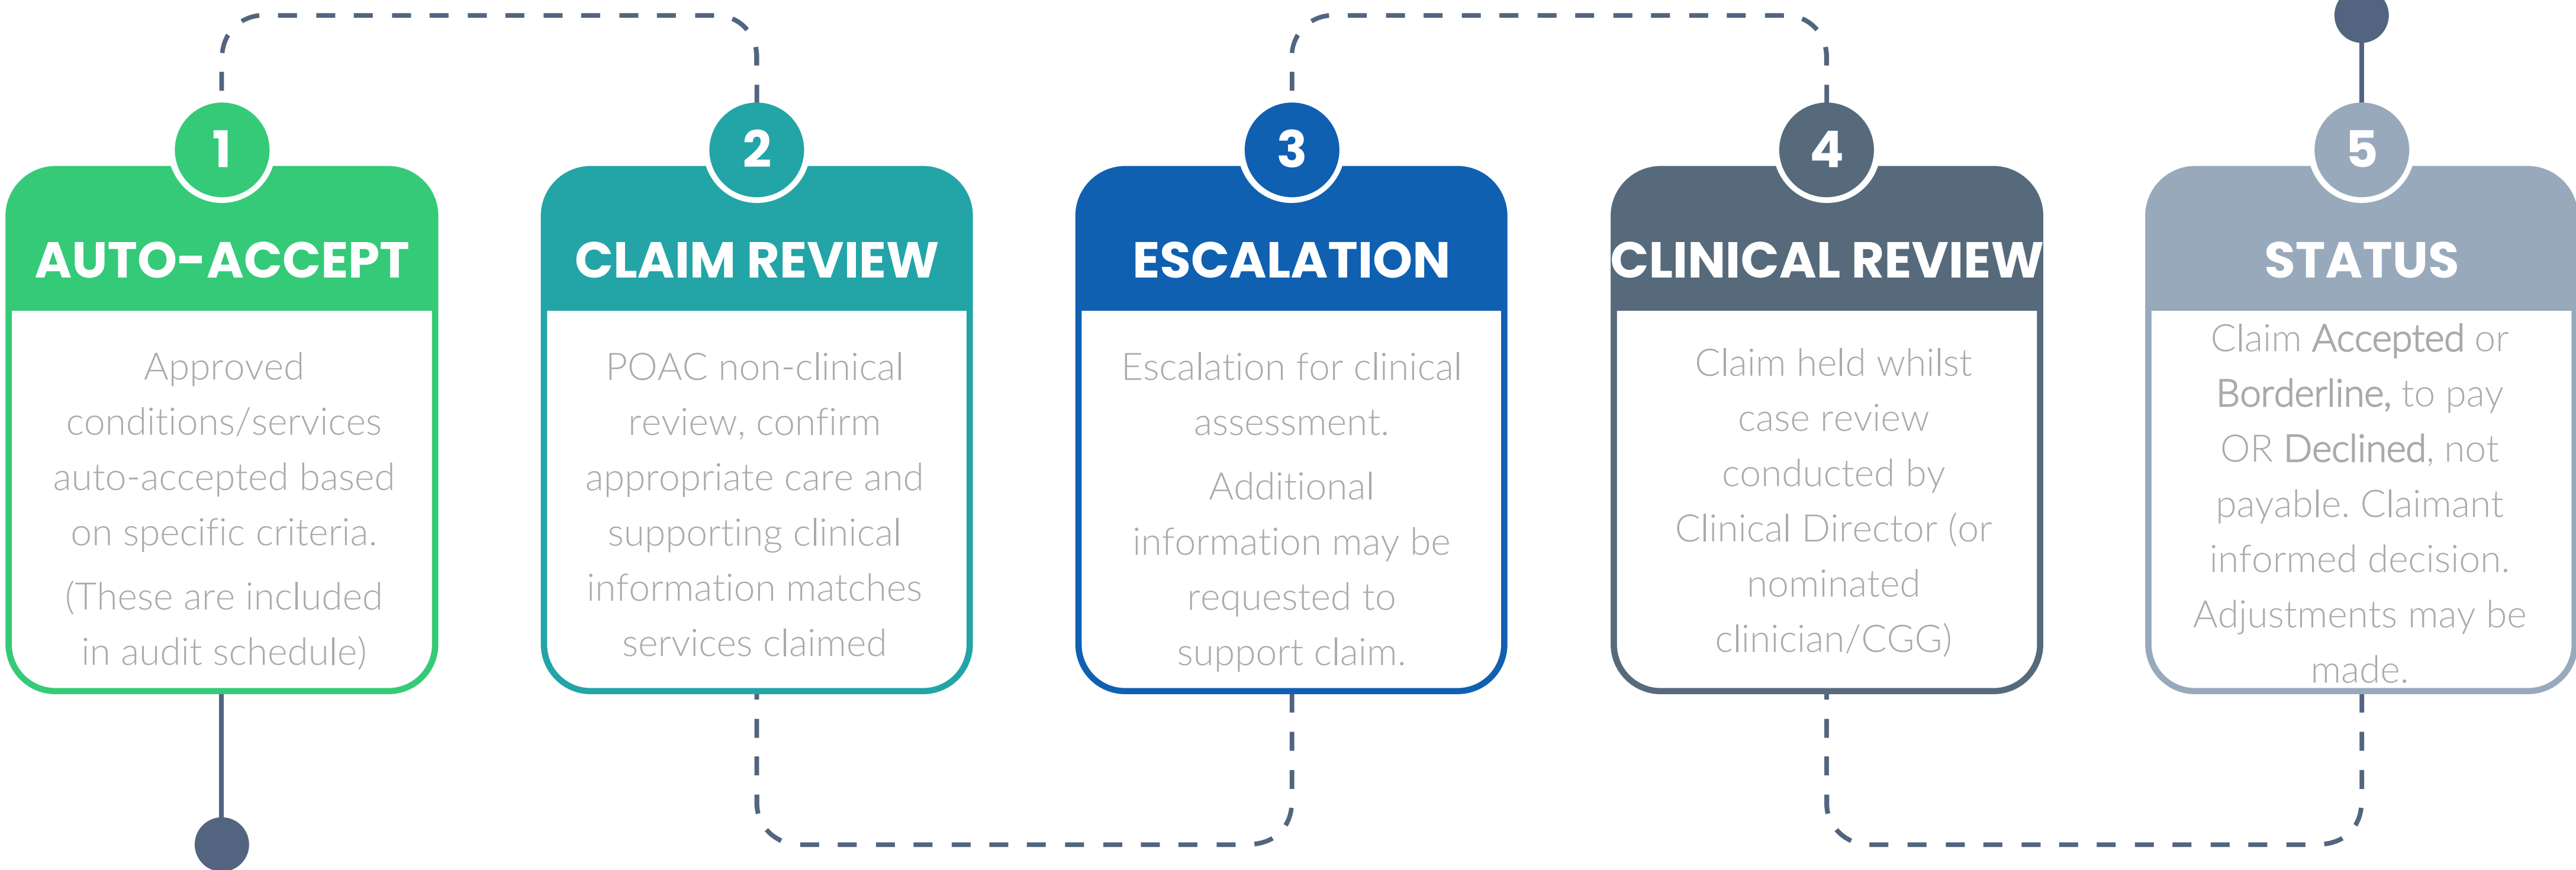 1
AUTO-ACCEPT
Approved
conditions/services
auto-accepted based
on specific criteria.
(These are included
in audit schedule)
2
CLAIM REVIEW
POAC non-clinical
review, confirm
appropriate care and
supporting clinical
information matches
services claimed
3
ESCALATION
Escalation for clinical
assessment.
Additional
information may be
requested to
support claim.
4
CLINICAL REVIEW
Claim held whilst
case review
conducted by
Clinical Director (or
nominated
clinician/CGG)
5
STATUS
Claim Accepted or
Borderline, to pay
OR Declined, not
payable. Claimant
informed decision.
Adjustments may be
made.